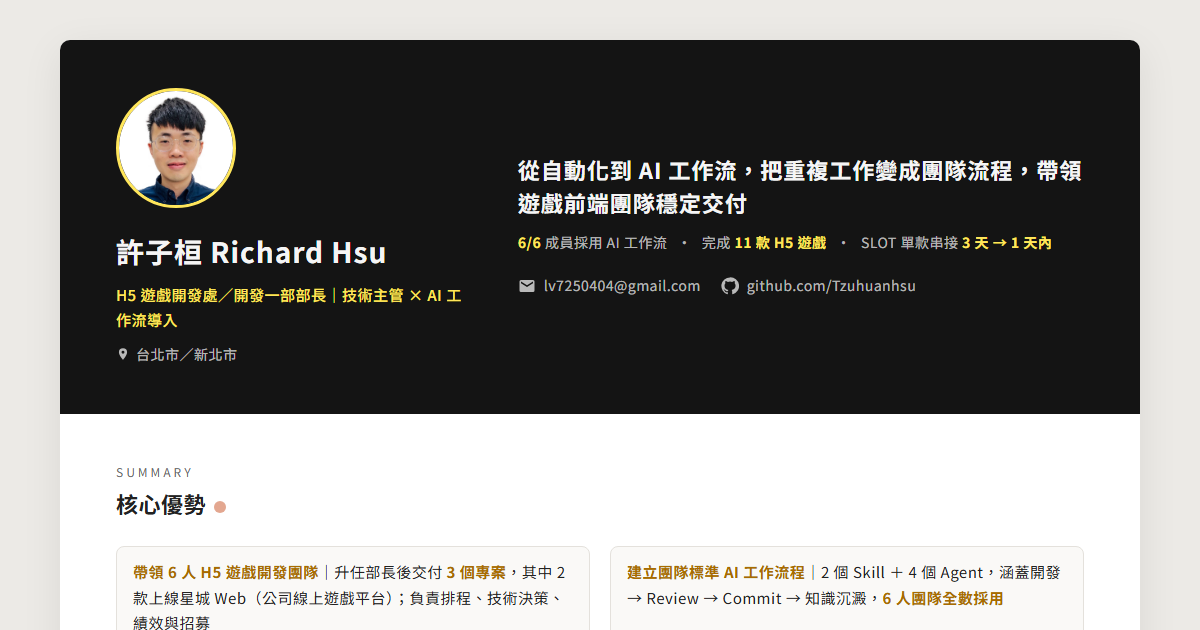 許子桓 Richard Hsu
H5 遊戲開發處／開發一部部長｜技術主管 × AI 工
作流導入
台北市／新北市
從自動化到 AI 工作流，把重複工作變成團隊流程，帶領
遊戲前端團隊穩定交付
6/6 成員採用 AI 工作流 • 完成 11 款 H5 遊戲 • SLOT 單款串接 3 天 → 1 天內
lv7250404@gmail.com github.com/Tzuhuanhsu
SUMMARY
核心優勢
帶領 6 人 H5 遊戲開發團隊｜升任部長後交付 3 個專案，其中 2
款上線星城 Web（公司線上遊戲平台）；負責排程、技術決策、
績效與招募
建立團隊標準 AI 工作流程｜2 個 Skill ＋ 4 個 Agent，涵蓋開發
→ Review → Commit → 知識沉澱，6 人團隊全數採用